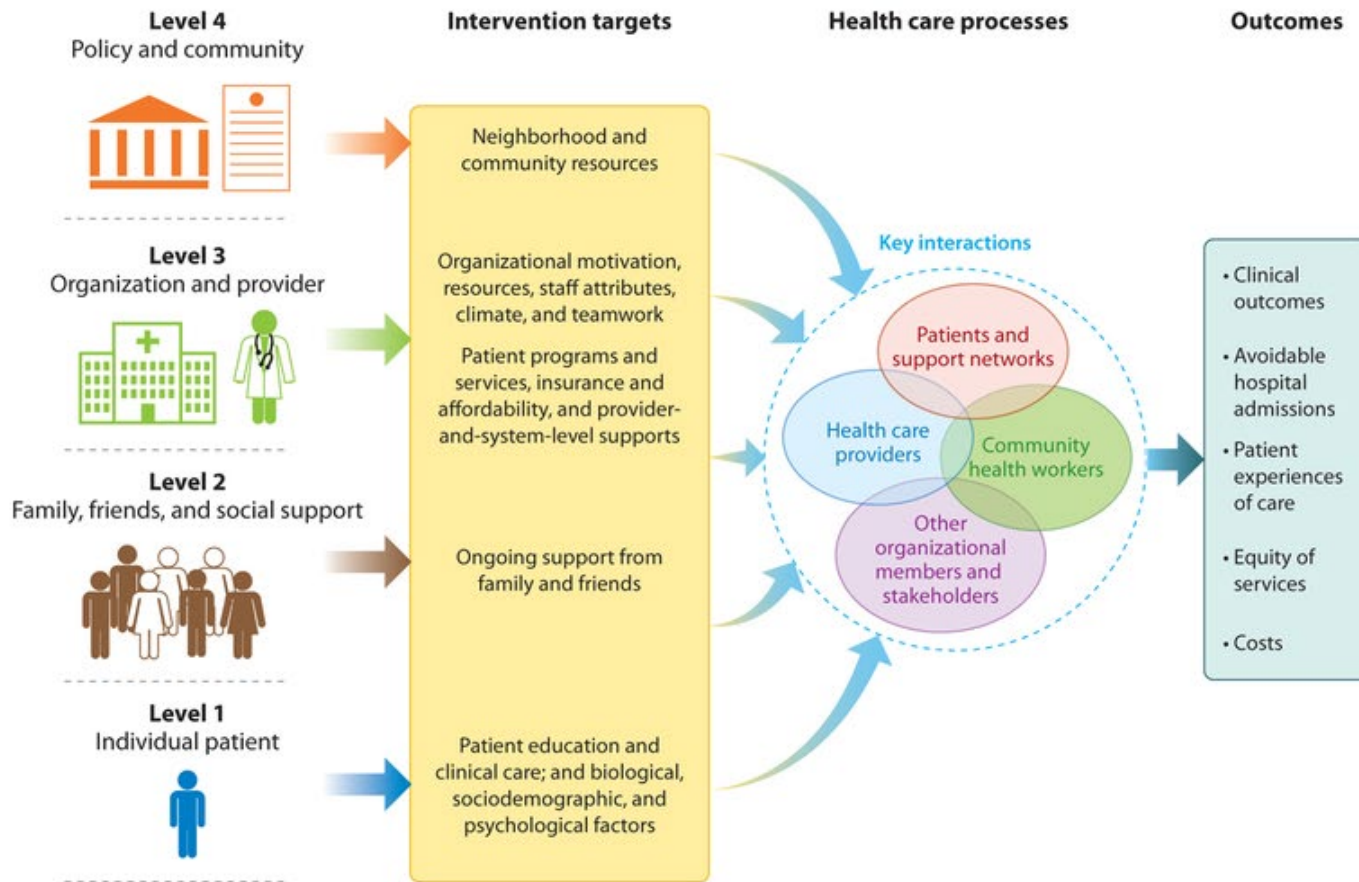 Level 4
Policy and community
Intervention targets
Health care processes
Outcomes
Neighborhood and
community resources
Level 3
Organization and provider
Organizational motivation,
resources, staff attributes,
climate, and teamwork
Patient programs and
services, insurance and
affordability, and provider-
and-system-level supports
Level 2
Family, friends, and social support
Ongoing support from
family and friends
Level 1
Individual patient
Patient education and
clinical care; and biological,
sociodemographic, and
psychological factors
Key interactions
Patients and
support networks
Health care
providers
Community
health workers
Other
organizational
members and
stakeholders
• Clinical
outcomes
• Avoidable
hospital
admissions
• Patient
experiences
of care
• Equity of
services
• Costs